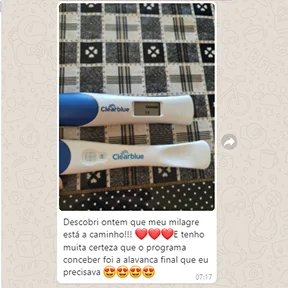 Clearblue
Clearblue
Descobri ontem que meu milagre
está a caminho!!! ❤️❤️❤️E tenho
muita certeza que o programa
conceber foi a alavanca final que eu
precisava 😍😍😍😍
07:17